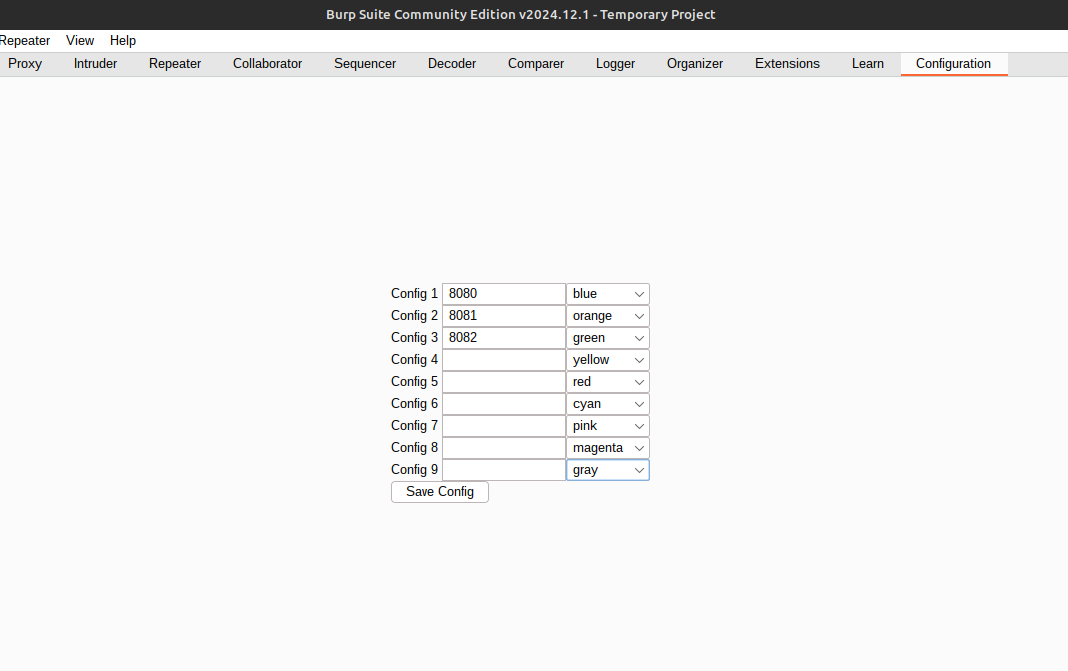 Burp Suite Community Edition v2024.12.1 - Temporary Project
Repeater View Help
Proxy Intruder Repeater Collaborator Sequencer Decoder Comparer Logger Organizer Extensions Learn Configuration
Config 1 8080 blue
Config 2 8081 orange
Config 3 8082 green
Config 4 yellow
Config 5 red
Config 6 cyan
Config 7 pink
Config 8 magenta
Config 9 gray
Save Config